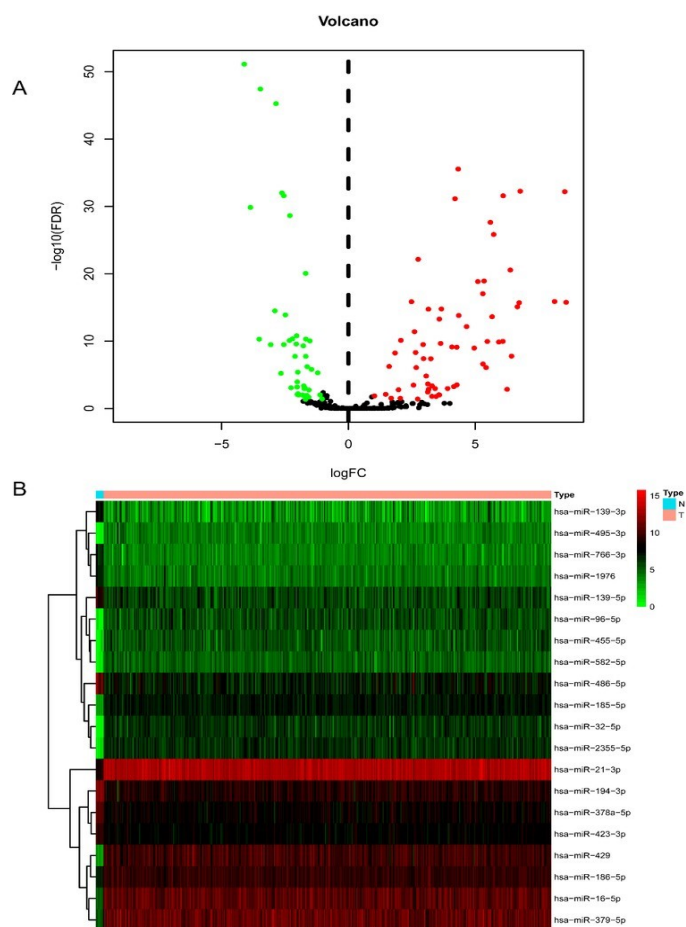 Volcano
A
50
40
30
20
10
0
−log10(FDR)
−5
0
5
logFC
B
Type
hsa−miR−139−3p
hsa−miR−495−3p
hsa−miR−766−3p
hsa−miR−1976
hsa−miR−139−5p
hsa−miR−96−5p
hsa−miR−455−5p
hsa−miR−582−5p
hsa−miR−486−5p
hsa−miR−185−5p
hsa−miR−32−5p
hsa−miR−2355−5p
hsa−miR−21−3p
hsa−miR−194−3p
hsa−miR−378a−5p
hsa−miR−423−3p
hsa−miR−429
hsa−miR−186−5p
hsa−miR−16−5p
hsa−miR−379−5p
15
10
5
0
Type
N
T